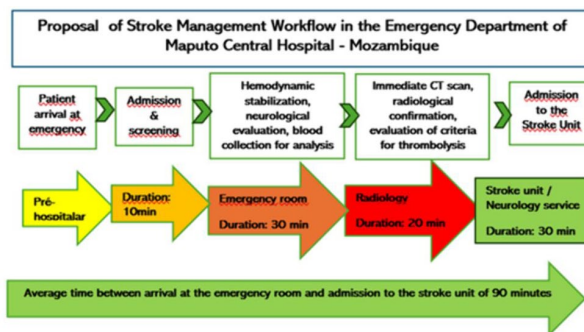 Proposal of Stroke Management Workflow in the Emergency Department of
Maputo Central Hospital - Mozambique
Patient
arrival at
emergency
Admission
&
screening
Hemodynamic
stabilization,
neurological
evaluation, blood
collection for analysis
Immediate CT scan,
radiological
confirmation,
evaluation of criteria
for thrombolysis
Admission
to the
Stroke Unit
Pré-
hospitalar
Duration:
10min
Emergency room
Duration: 30 min
Radiology
Duration: 20 min
Stroke unit /
Neurology service
Duration: 30 min
Average time between arrival at the emergency room and admission to the stroke unit of 90 minutes